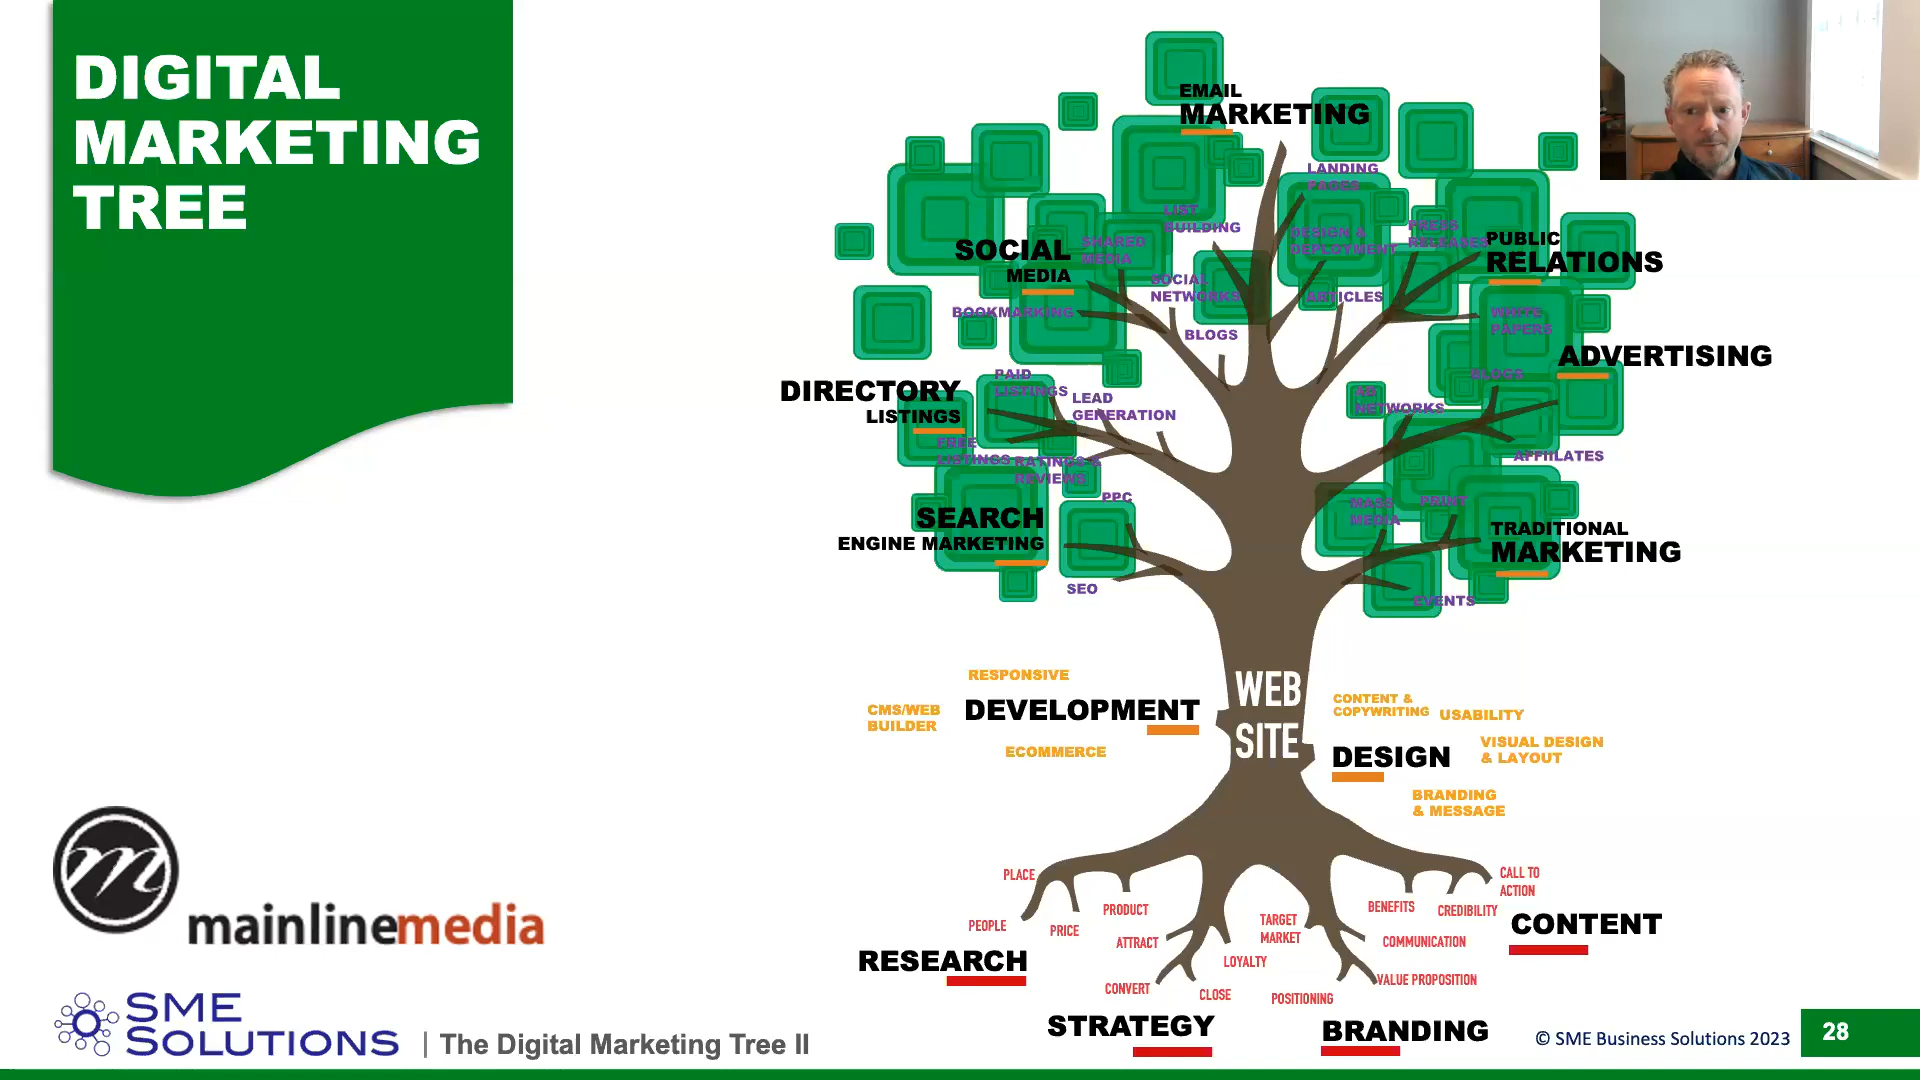 DIGITAL
MARKETING
TREE
EMAIL
MARKETING
LANDING
PAGES
LIST
BUILDING
DESIGN &
DEPLOYMENT
PRESS
RELEASES
PUBLIC
RELATIONS
SOCIAL
MEDIA
SHARED
MEDIA
SOCIAL
NETWORKS
BOOKMARKING
BLOGS
ARTICLES
WHITE
PAPERS
ADVERTISING
BLOGS
AD
NETWORKS
AFFIILATES
DIRECTORY
LISTINGS
PAID
LISTINGS
LEAD
GENERATION
FREE
LISTINGS
RATINGS &
REVIEWS
PPC
SEARCH
ENGINE MARKETING
SEO
MASS
MEDIA
PRINT
TRADITIONAL
MARKETING
EVENTS
WEB
SITE
RESPONSIVE
CMS/WEB
BUILDER
DEVELOPMENT
ECOMMERCE
CONTENT &
COPYWRITING
USABILITY
DESIGN
VISUAL DESIGN
& LAYOUT
BRANDING
& MESSAGE
PLACE
PEOPLE
PRICE
PRODUCT
RESEARCH
ATTRACT
CONVERT
CLOSE
LOYALTY
STRATEGY
TARGET
MARKET
POSITIONING
VALUE PROPOSITION
COMMUNICATION
BRANDING
BENEFITS
CREDIBILITY
CALL TO
ACTION
CONTENT
m
mainlinemedia
SME
SOLUTIONS
| The Digital Marketing Tree II
© SME Business Solutions 2023
28